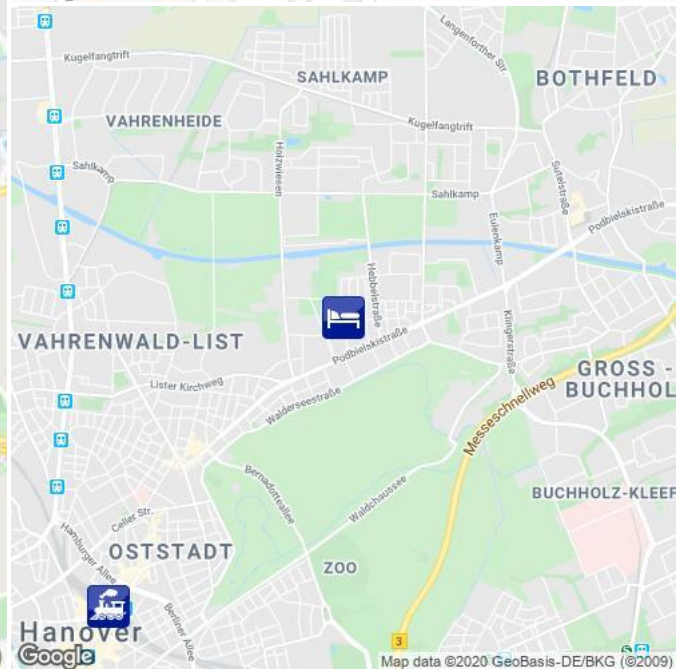 Kugelfangtrift
Langenforther Str.
SAHLKAMP
BOTHFELD
VAHRENHEIDE
Kugelfangtrift
Holzwiesen
Sahlkamp
Sahlkamp
Sutelstraße
Eulenkamp
Podbielskistraße
Hebbelstraße
Klingerstraße
VAHRENWALD-LIST
Podbielskistraße
Lister Kirchweg
GROSS -
BUCHHOL
Walderseestraße
Messeschnellweg
Bernadotteallee
Waldchaussee
BUCHHOLZ-KLEEF
Celler Str.
Hamburger Allee
OSTSTADT
ZOO
Berliner Allee
Hanover
3
Google
Map data ©2020 GeoBasis-DE/BKG (©2009)